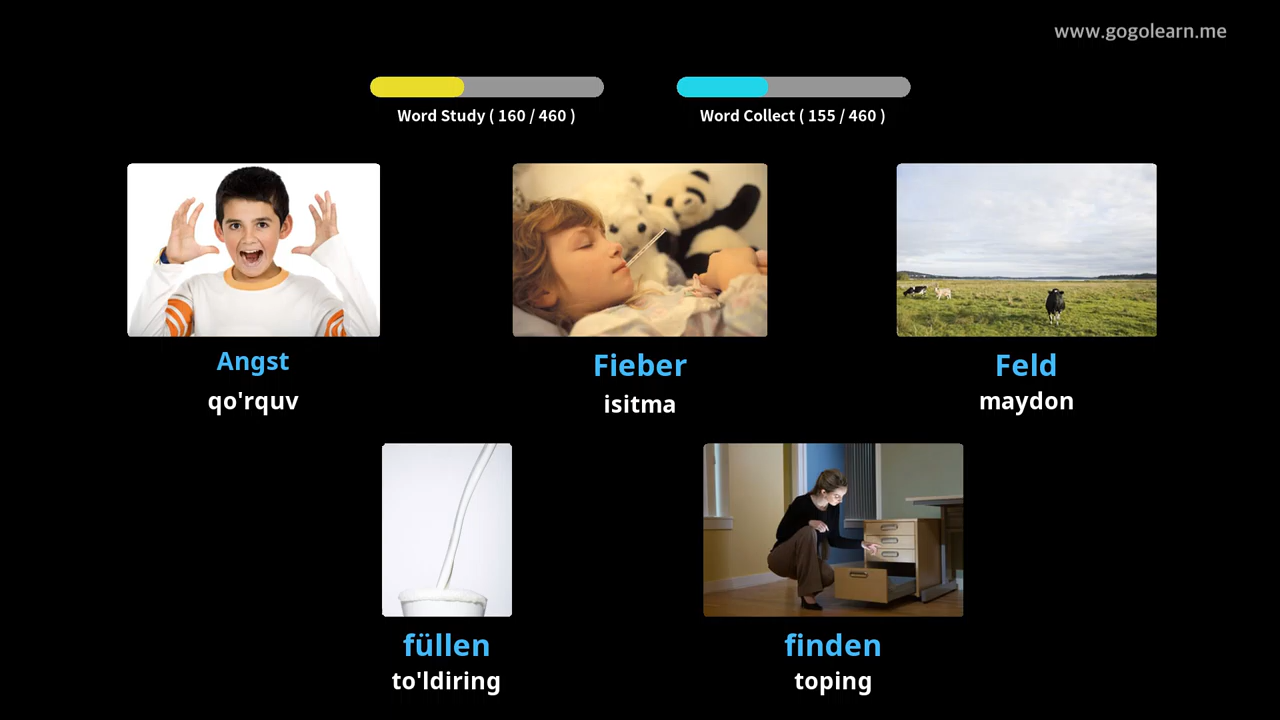 www.gogolearn.me
Word Study ( 160 / 460 )
Word Collect ( 155 / 460 )
Angst
qo'rquv
Fieber
isitma
Feld
maydon
füllen
to'ldiring
finden
toping